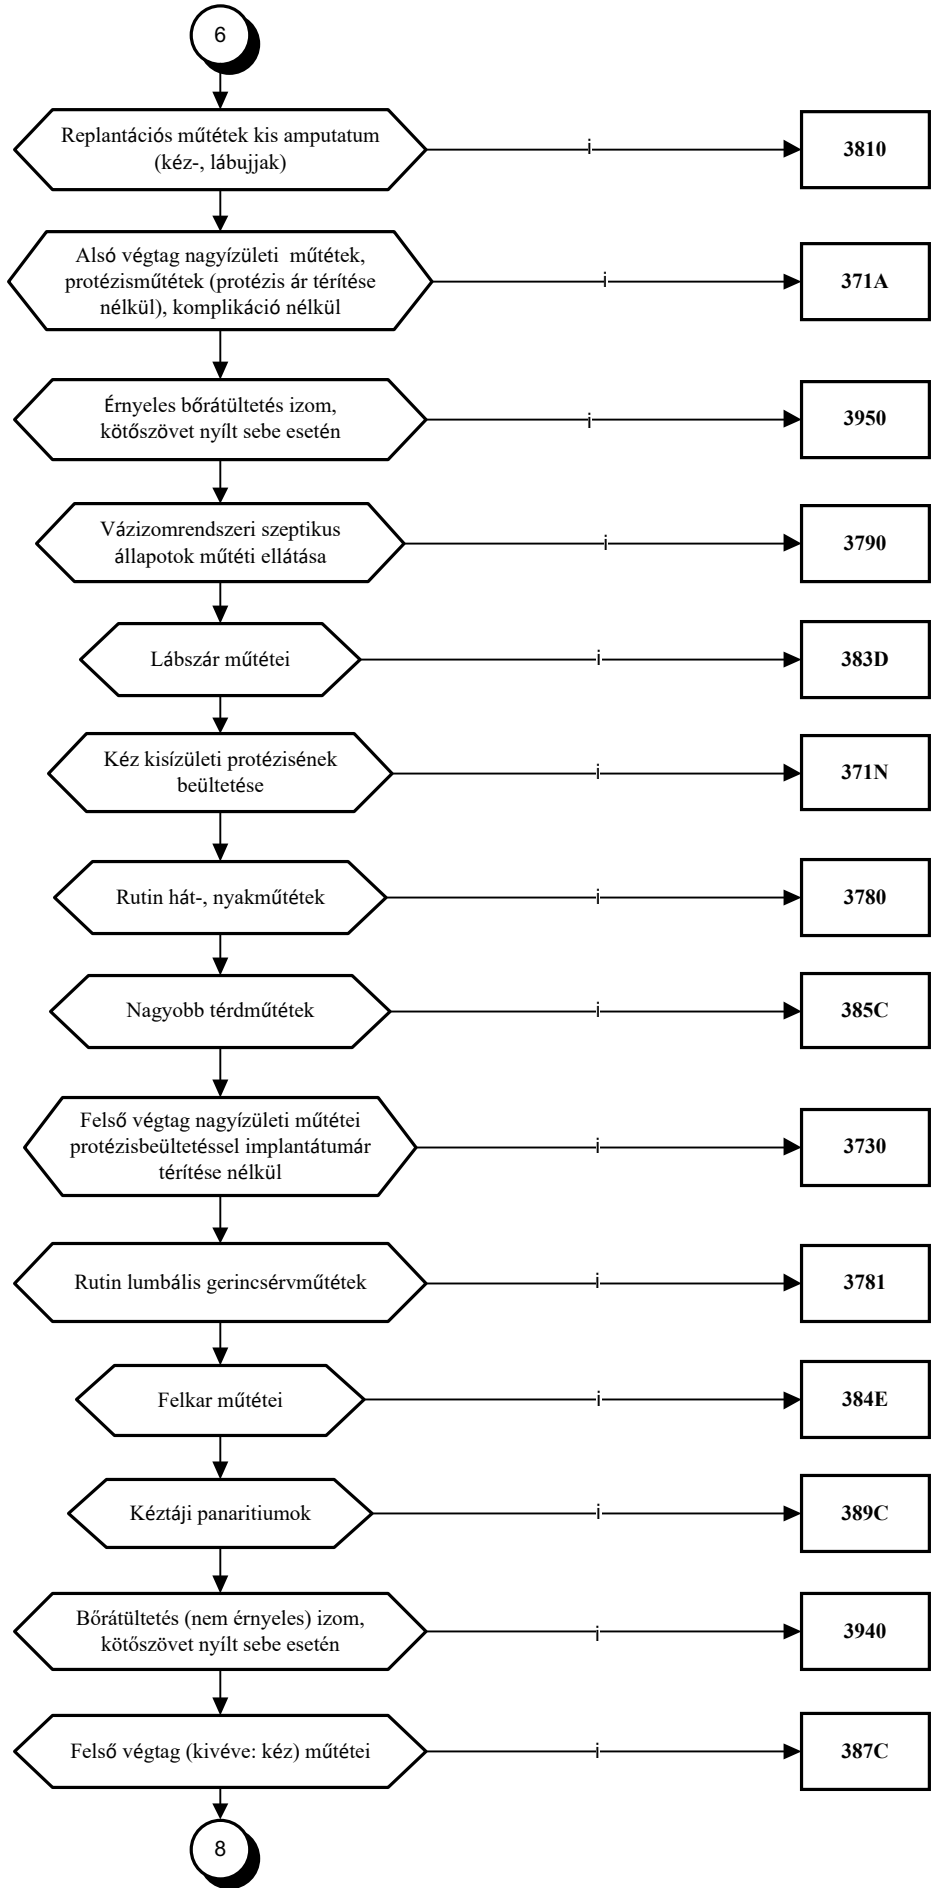 6
Replantációs műtétek kis amputatum
(kéz-, lábujjak)
i
3810
Alsó végtag nagyízületi műtétek,
protézisműtétek (protézis ár térítése
nélkül), komplikáció nélkül
i
371A
Érnyeles bőrátültetés izom,
kötőszövet nyílt sebe esetén
i
3950
Vázizomrendszeri szeptikus
állapotok műtéti ellátása
i
3790
Lábszár műtétei
i
383D
Kéz kisízületi protézisének
beültetése
i
371N
Rutin hát-, nyakműtétek
i
3780
Nagyobb térdműtétek
i
385C
Felső végtag nagyízületi műtétei
protézisbeültetéssel implantátumár
térítése nélkül
i
3730
Rutin lumbális gerincsérvműtétek
i
3781
Felkar műtétei
i
384E
Kéztáji panaritiumok
i
389C
Bőrátültetés (nem érnyeles) izom,
kötőszövet nyílt sebe esetén
i
3940
Felső végtag (kivéve: kéz) műtétei
i
387C
8